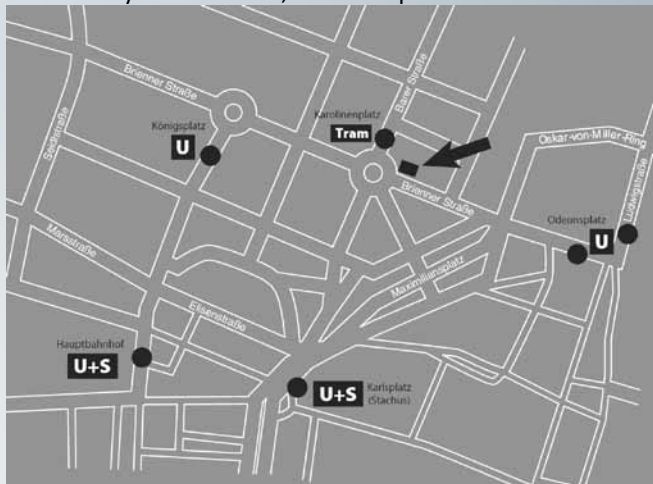 Brienner Straße
Barer Straße
Karolinenplatz
Tram
Königsplatz
U
Seidlstraße
Oskar-von-Miller-Ring
Ludwigstraße
Brienner Straße
Odeonsplatz
U
Marsstraße
Maximiliansplatz
Elisenstraße
Hauptbahnhof
U+S
U+S
Karlsplatz
(Stachus)